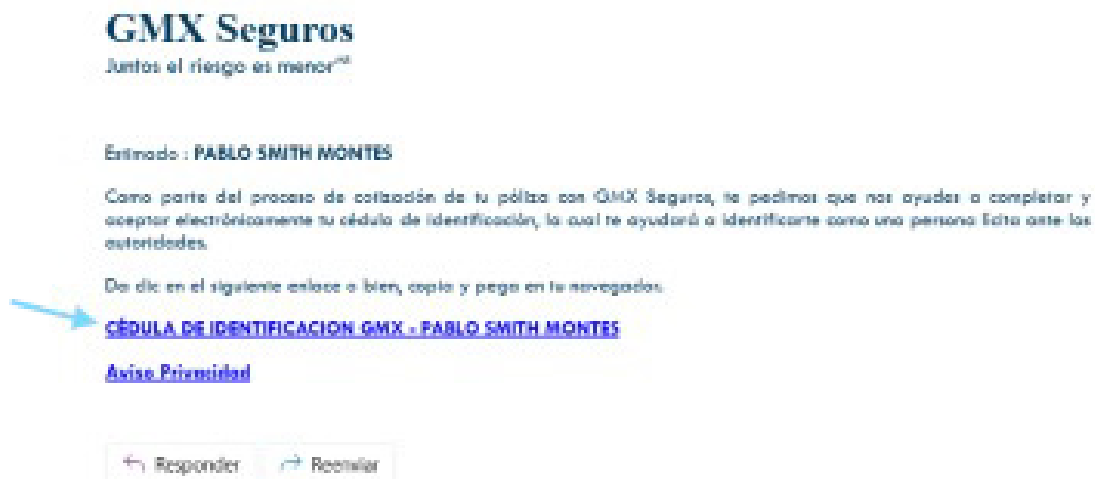 GMX Seguros
Juntos el riesgo es menor
Estimado : PABLO SMITH MONTES
Como parte del proceso de cotización de tu póliza con GMX Seguros, te pedimos que nos ayudes a completar y
aceptar electrónicamente tu cédula de identificación, la cual te ayudará a identificarte como una persona lícita ante las
autoridades.
Da clic en el siguiente enlace o bien, copia y pega en tu navegador.
CÉDULA DE IDENTIFICACION GMX - PABLO SMITH MONTES
Aviso Privacidad
Responder
Reenviar